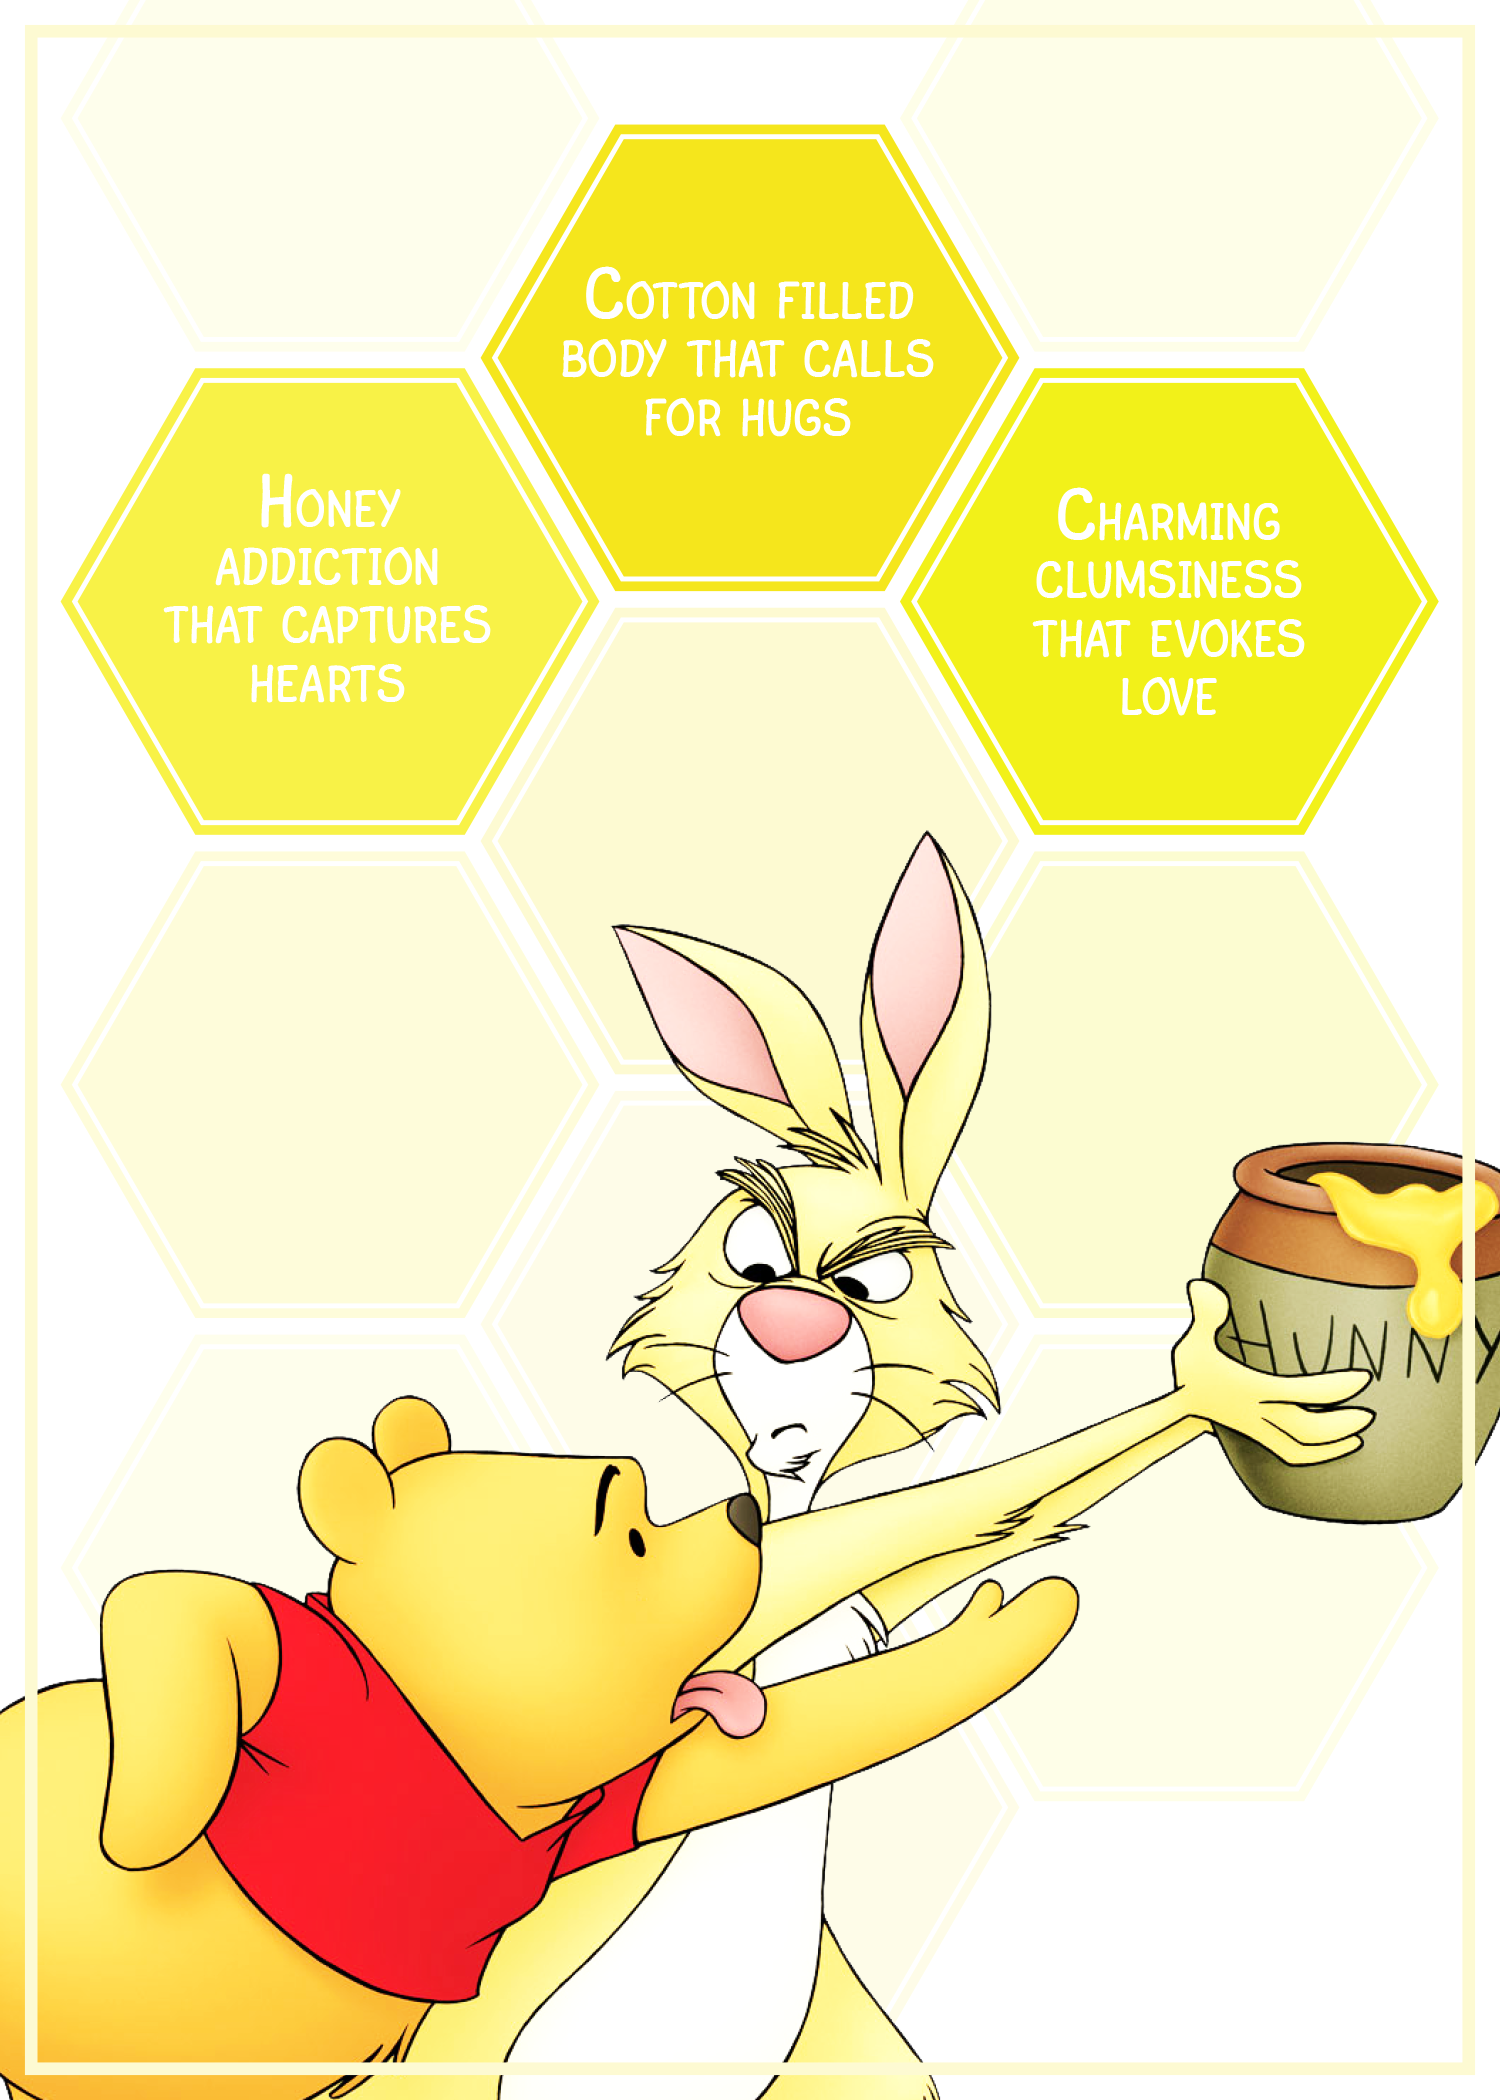 Cotton filled
body that calls
for hugs
Honey
addiction
that captures
hearts
Charming
clumsiness
that evokes
love
Hunny